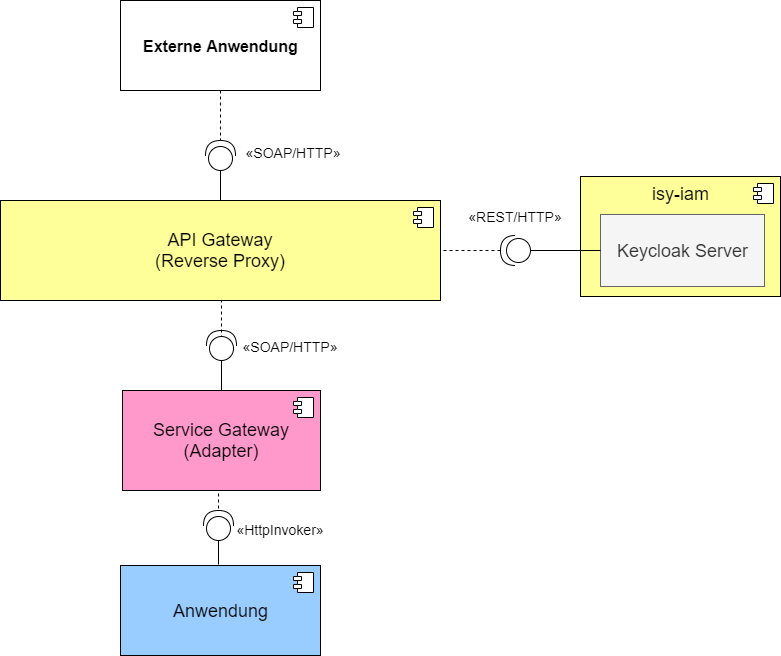 Externe Anwendung
«SOAP/HTTP»
API Gateway
(Reverse Proxy)
«REST/HTTP»
isy-iam
Keycloak Server
«SOAP/HTTP»
Service Gateway
(Adapter)
«HttpInvoker»
Anwendung